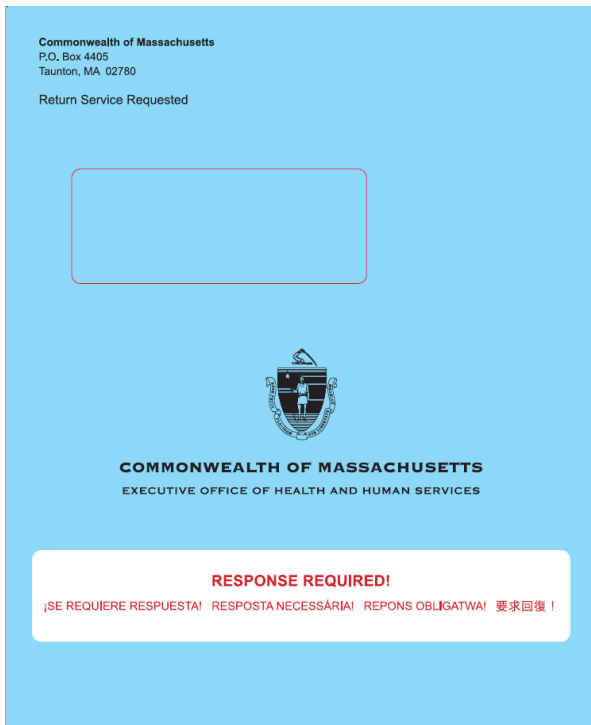 Commonwealth of Massachusetts
P.O. Box 4405
Taunton, MA 02780
Return Service Requested
COMMONWEALTH OF MASSACHUSETTS
EXECUTIVE OFFICE OF HEALTH AND HUMAN SERVICES
RESPONSE REQUIRED!
¡SE REQUIERE RESPUESTA! RESPOSTA NECESSÁRIA! REPONS OBLIGATWA! 要求回復！